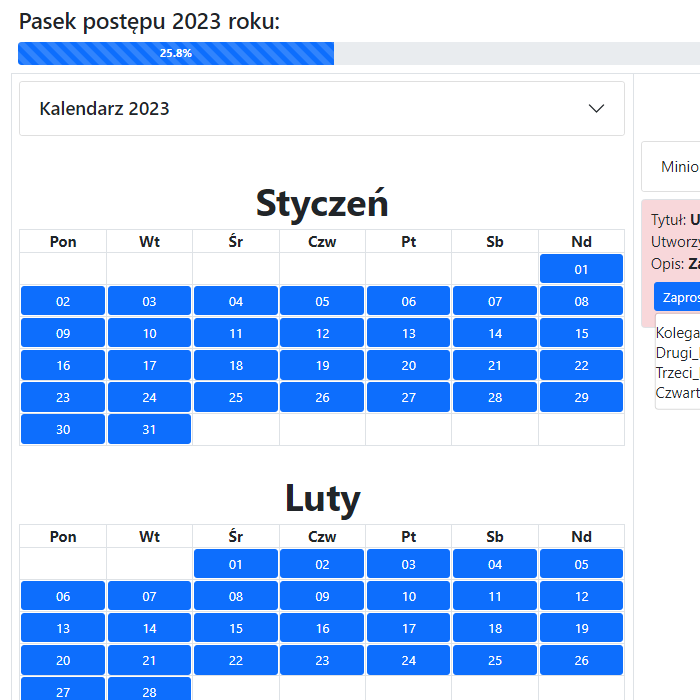 Pasek postępu 2023 roku:
25.8%
Kalendarz 2023
Styczeń
Pon Wt Śr Czw Pt Sb Nd
01
02 03 04 05 06 07 08
09 10 11 12 13 14 15
16 17 18 19 20 21 22
23 24 25 26 27 28 29
30 31
Luty
Pon Wt Śr Czw Pt Sb Nd
01 02 03 04 05
06 07 08 09 10 11 12
13 14 15 16 17 18 19
20 21 22 23 24 25 26
27 28
Minio
Tytuł: U
Utworzy
Opis: Za
Zapros
Kolega
Drugi_
Trzeci_
Czwart